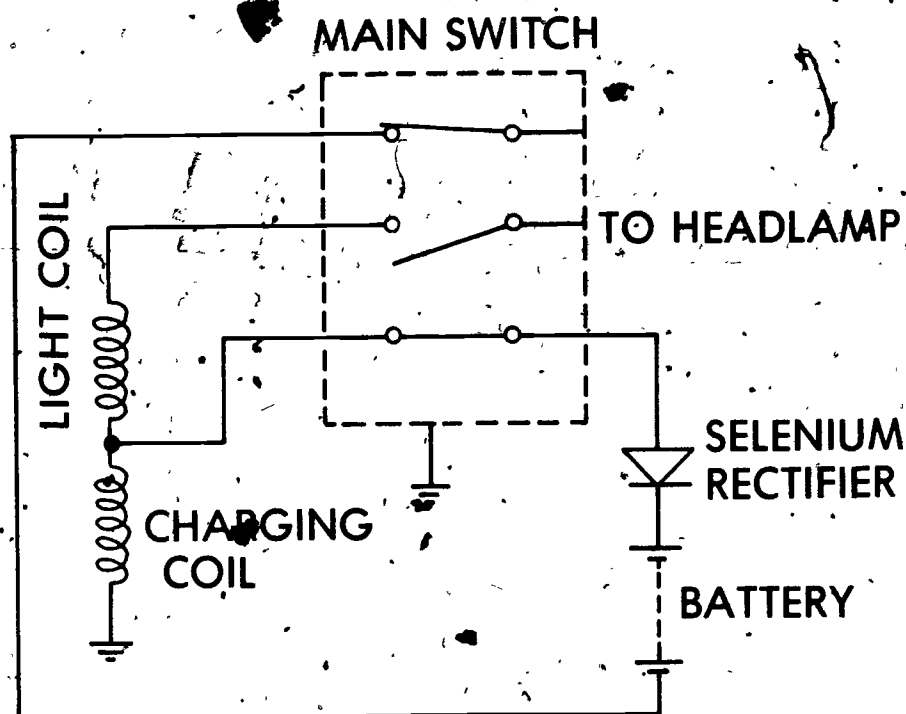 MAIN SWITCH
TO HEADLAMP
LIGHT COIL
SELENIUM
RECTIFIER
CHARGING
COIL
BATTERY